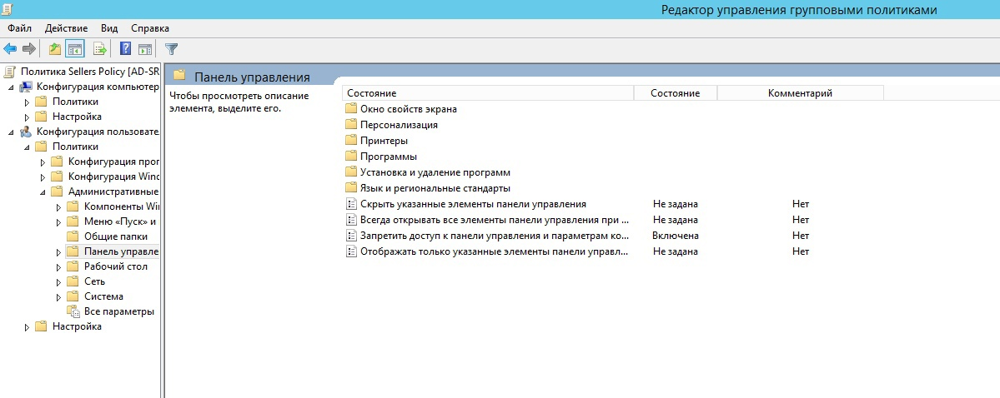 Редактор управления групповыми политиками
Файл Действие Вид Справка
Политика Sellers Policy [AD-SR
Конфигурация компьютер
Политики
Настройка
Конфигурация пользовате
Политики
Конфигурация прог
Конфигурация Wind
Административные
Компоненты Wi
Меню «Пуск» и
Общие папки
Панель управле
Рабочий стол
Сеть
Система
Все параметры
Настройка
Панель управления
Чтобы просмотреть описание
элемента, выделите его.
Состояние Состояние Комментарий
Окно свойств экрана
Персонализация
Принтеры
Программы
Установка и удаление программ
Язык и региональные стандарты
Скрыть указанные элементы панели управления Не задана Нет
Всегда открывать все элементы панели управления при ... Не задана Нет
Запретить доступ к панели управления и параметрам ко... Включена Нет
Отображать только указанные элементы панели управл... Не задана Нет